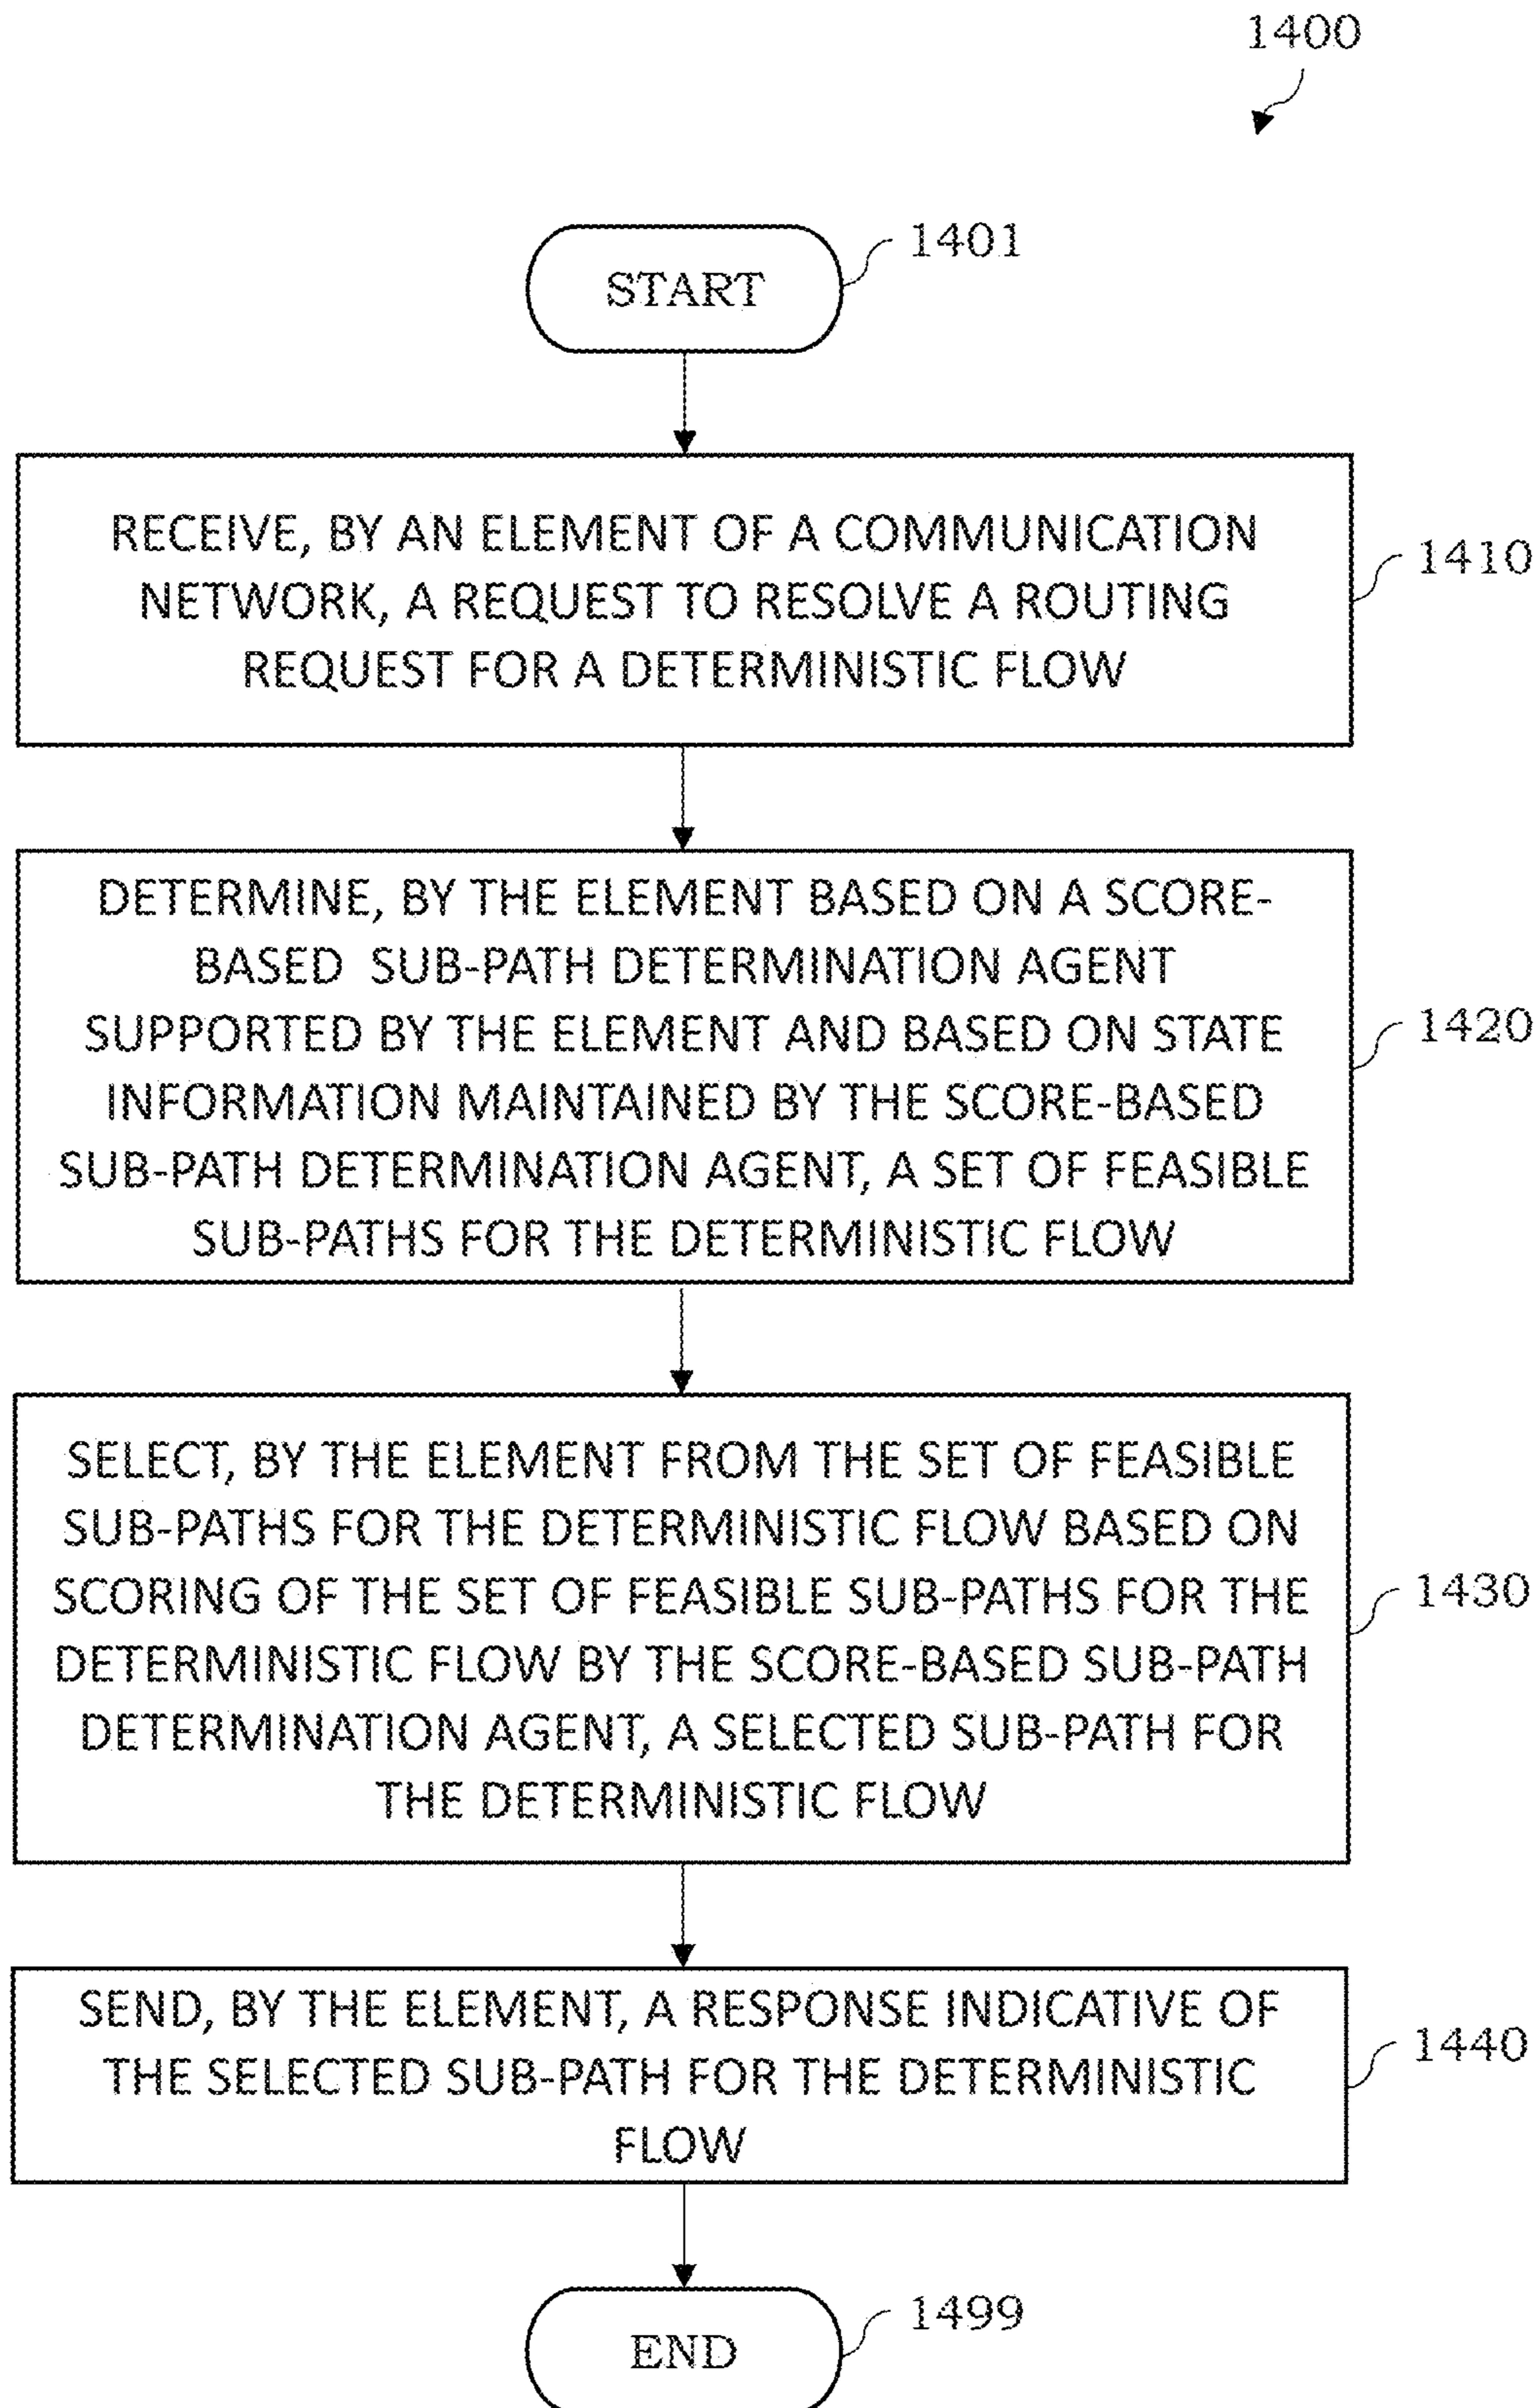 1400
START
1401
RECEIVE, BY AN ELEMENT OF A COMMUNICATION
NETWORK, A REQUEST TO RESOLVE A ROUTING
REQUEST FOR A DETERMINISTIC FLOW
1410
DETERMINE, BY THE ELEMENT BASED ON A SCORE-
BASED SUB-PATH DETERMINATION AGENT
SUPPORTED BY THE ELEMENT AND BASED ON STATE
INFORMATION MAINTAINED BY THE SCORE-BASED
SUB-PATH DETERMINATION AGENT, A SET OF FEASIBLE
SUB-PATHS FOR THE DETERMINISTIC FLOW
1420
SELECT, BY THE ELEMENT FROM THE SET OF FEASIBLE
SUB-PATHS FOR THE DETERMINISTIC FLOW BASED ON
SCORING OF THE SET OF FEASIBLE SUB-PATHS FOR THE
DETERMINISTIC FLOW BY THE SCORE-BASED SUB-PATH
DETERMINATION AGENT, A SELECTED SUB-PATH FOR
THE DETERMINISTIC FLOW
1430
SEND, BY THE ELEMENT, A RESPONSE INDICATIVE OF
THE SELECTED SUB-PATH FOR THE DETERMINISTIC
FLOW
1440
END
1499